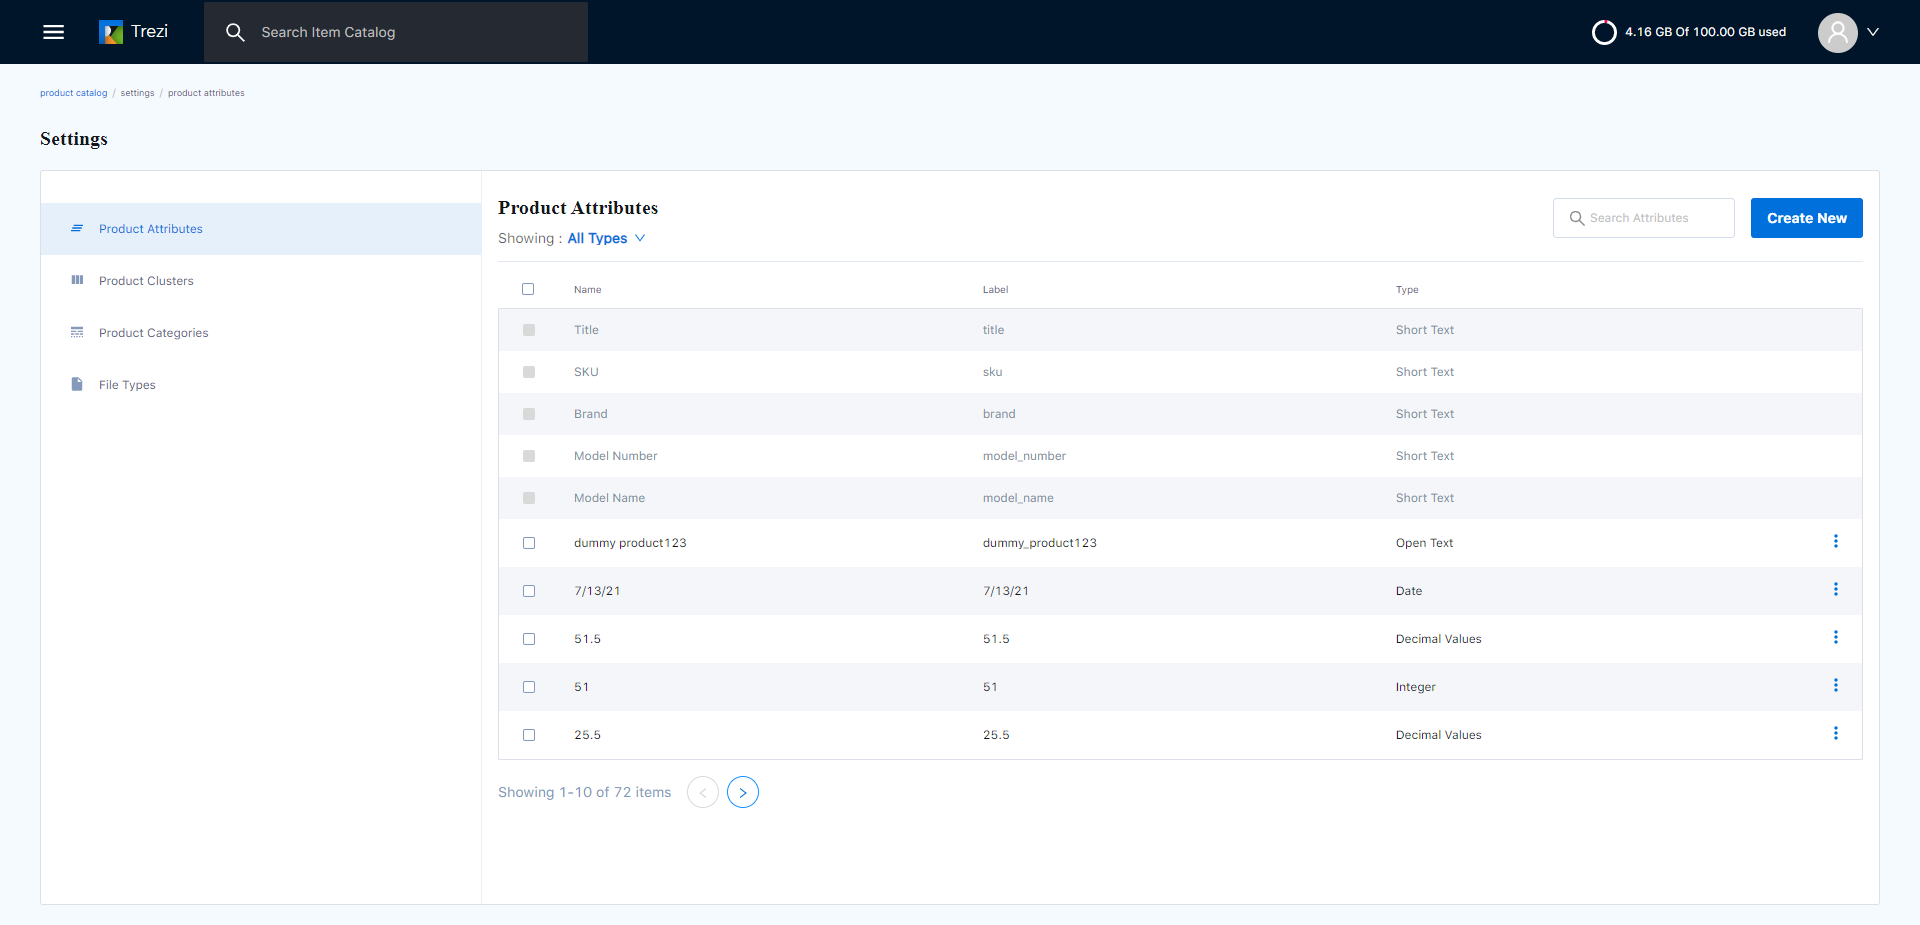 Trezi
Search Item Catalog
4.16 GB Of 100.00 GB used
product catalog / settings / product attributes
Settings
Product Attributes
Product Clusters
Product Categories
File Types
Product Attributes
Showing : All Types
Search Attributes
Create New
Name Label Type
Title title Short Text
SKU sku Short Text
Brand brand Short Text
Model Number model_number Short Text
Model Name model_name Short Text
dummy product123 dummy_product123 Open Text
7/13/21 7/13/21 Date
51.5 51.5 Decimal Values
51 51 Integer
25.5 25.5 Decimal Values
Showing 1-10 of 72 items